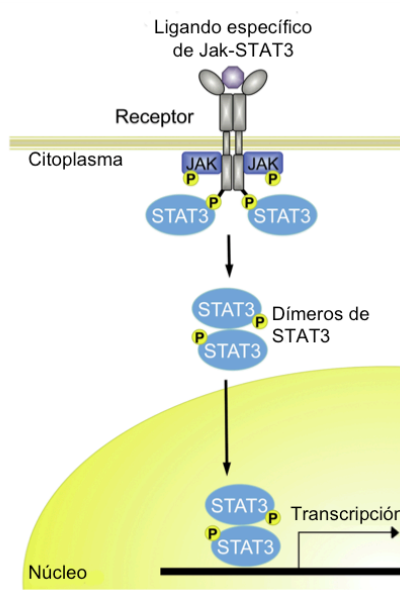 Ligando específico
de Jak-STAT3
Receptor
Citoplasma
JAK
JAK
P
P
P
P
STAT3
STAT3
STAT3
P
Dímeros de
STAT3
P
STAT3
STAT3
P
Transcripción
P
STAT3
Núcleo